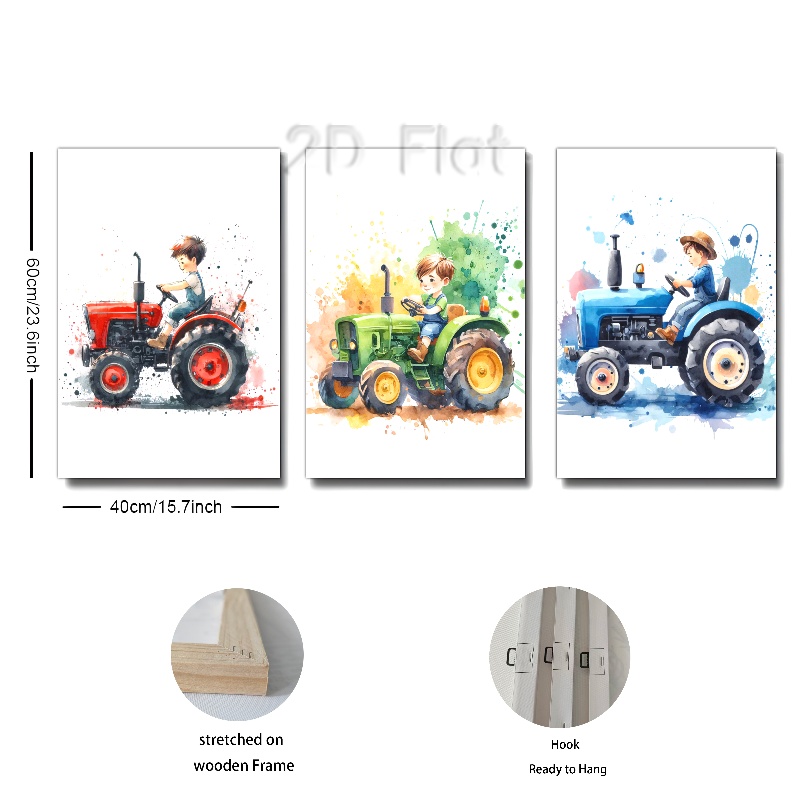 2D Flat
60cm/23.6inch
40cm/15.7inch
stretched on
wooden Frame
Hook
Ready to Hang